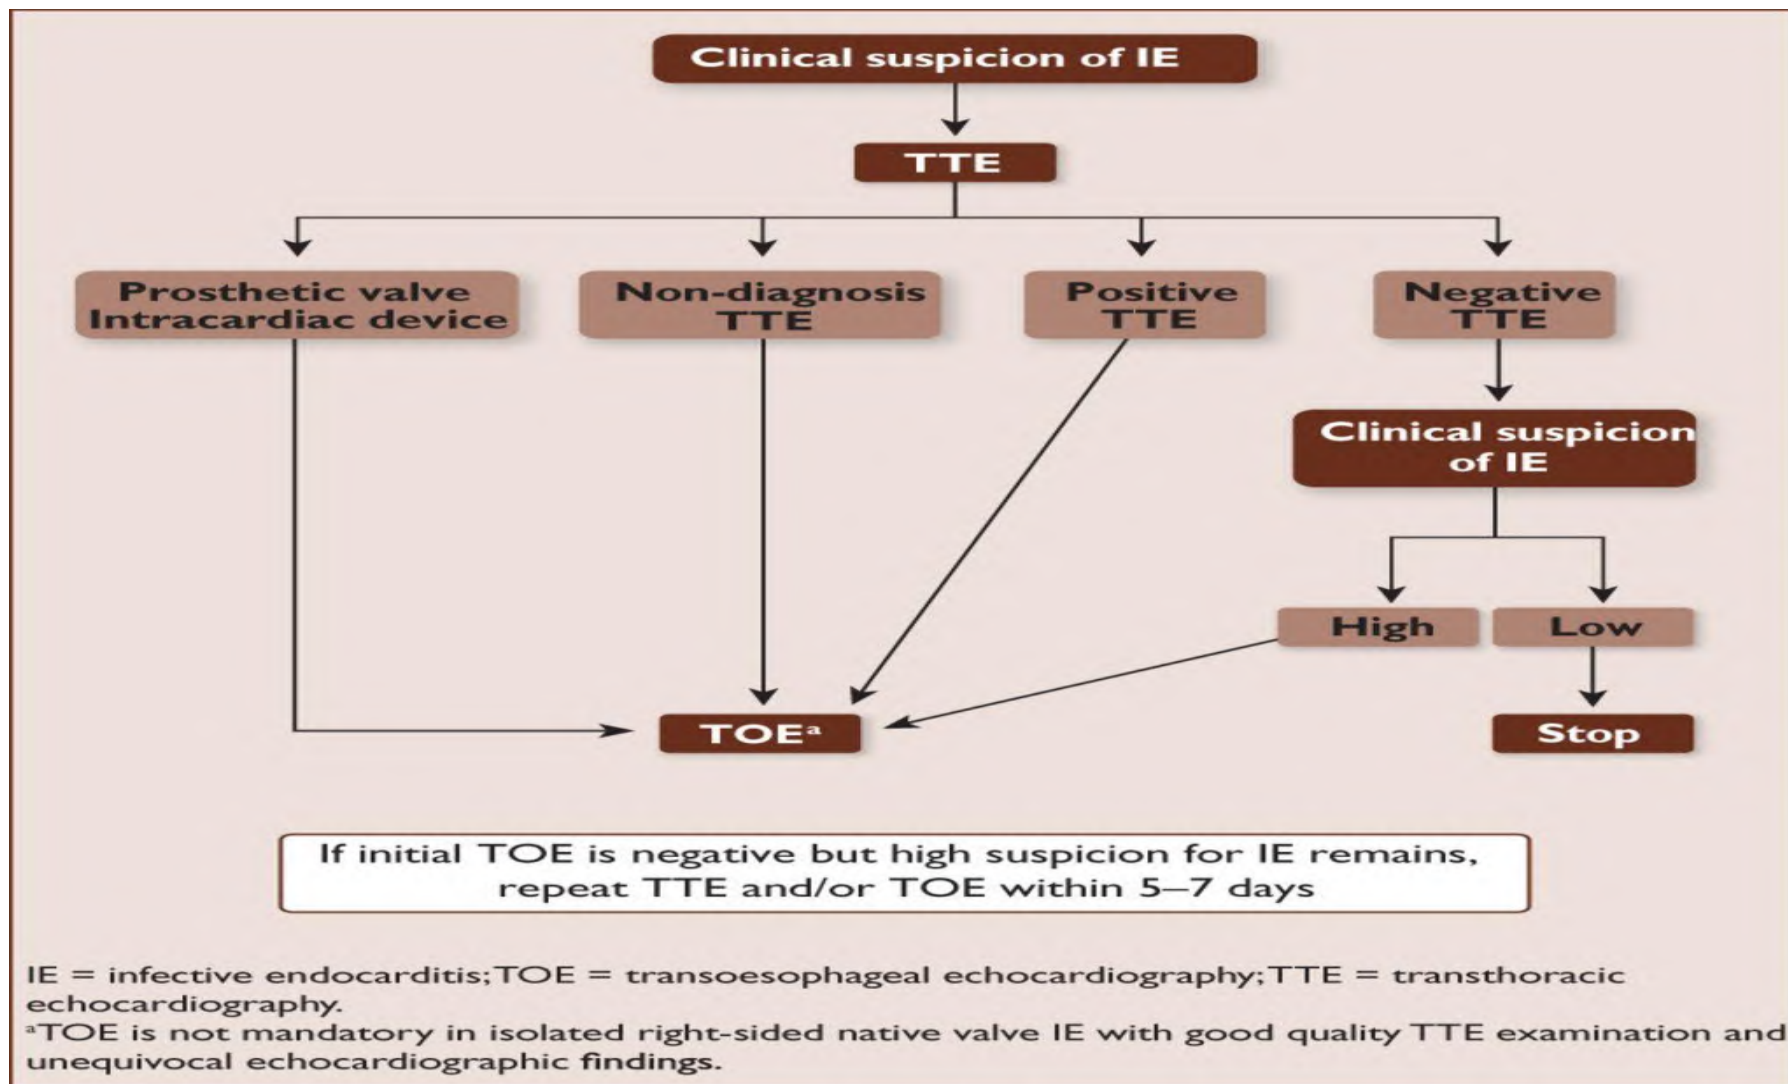 Clinical suspicion of IE
TTE
Prosthetic valve
Intracardiac device
Non-diagnosis
TTE
Positive
TTE
Negative
TTE
Clinical suspicion
of IE
High
Low
TOEᵃ
Stop
If initial TOE is negative but high suspicion for IE remains,
repeat TTE and/or TOE within 5–7 days
IE = infective endocarditis; TOE = transoesophageal echocardiography; TTE = transthoracic
echocardiography.
ᵃTOE is not mandatory in isolated right-sided native valve IE with good quality TTE examination and
unequivocal echocardiographic findings.